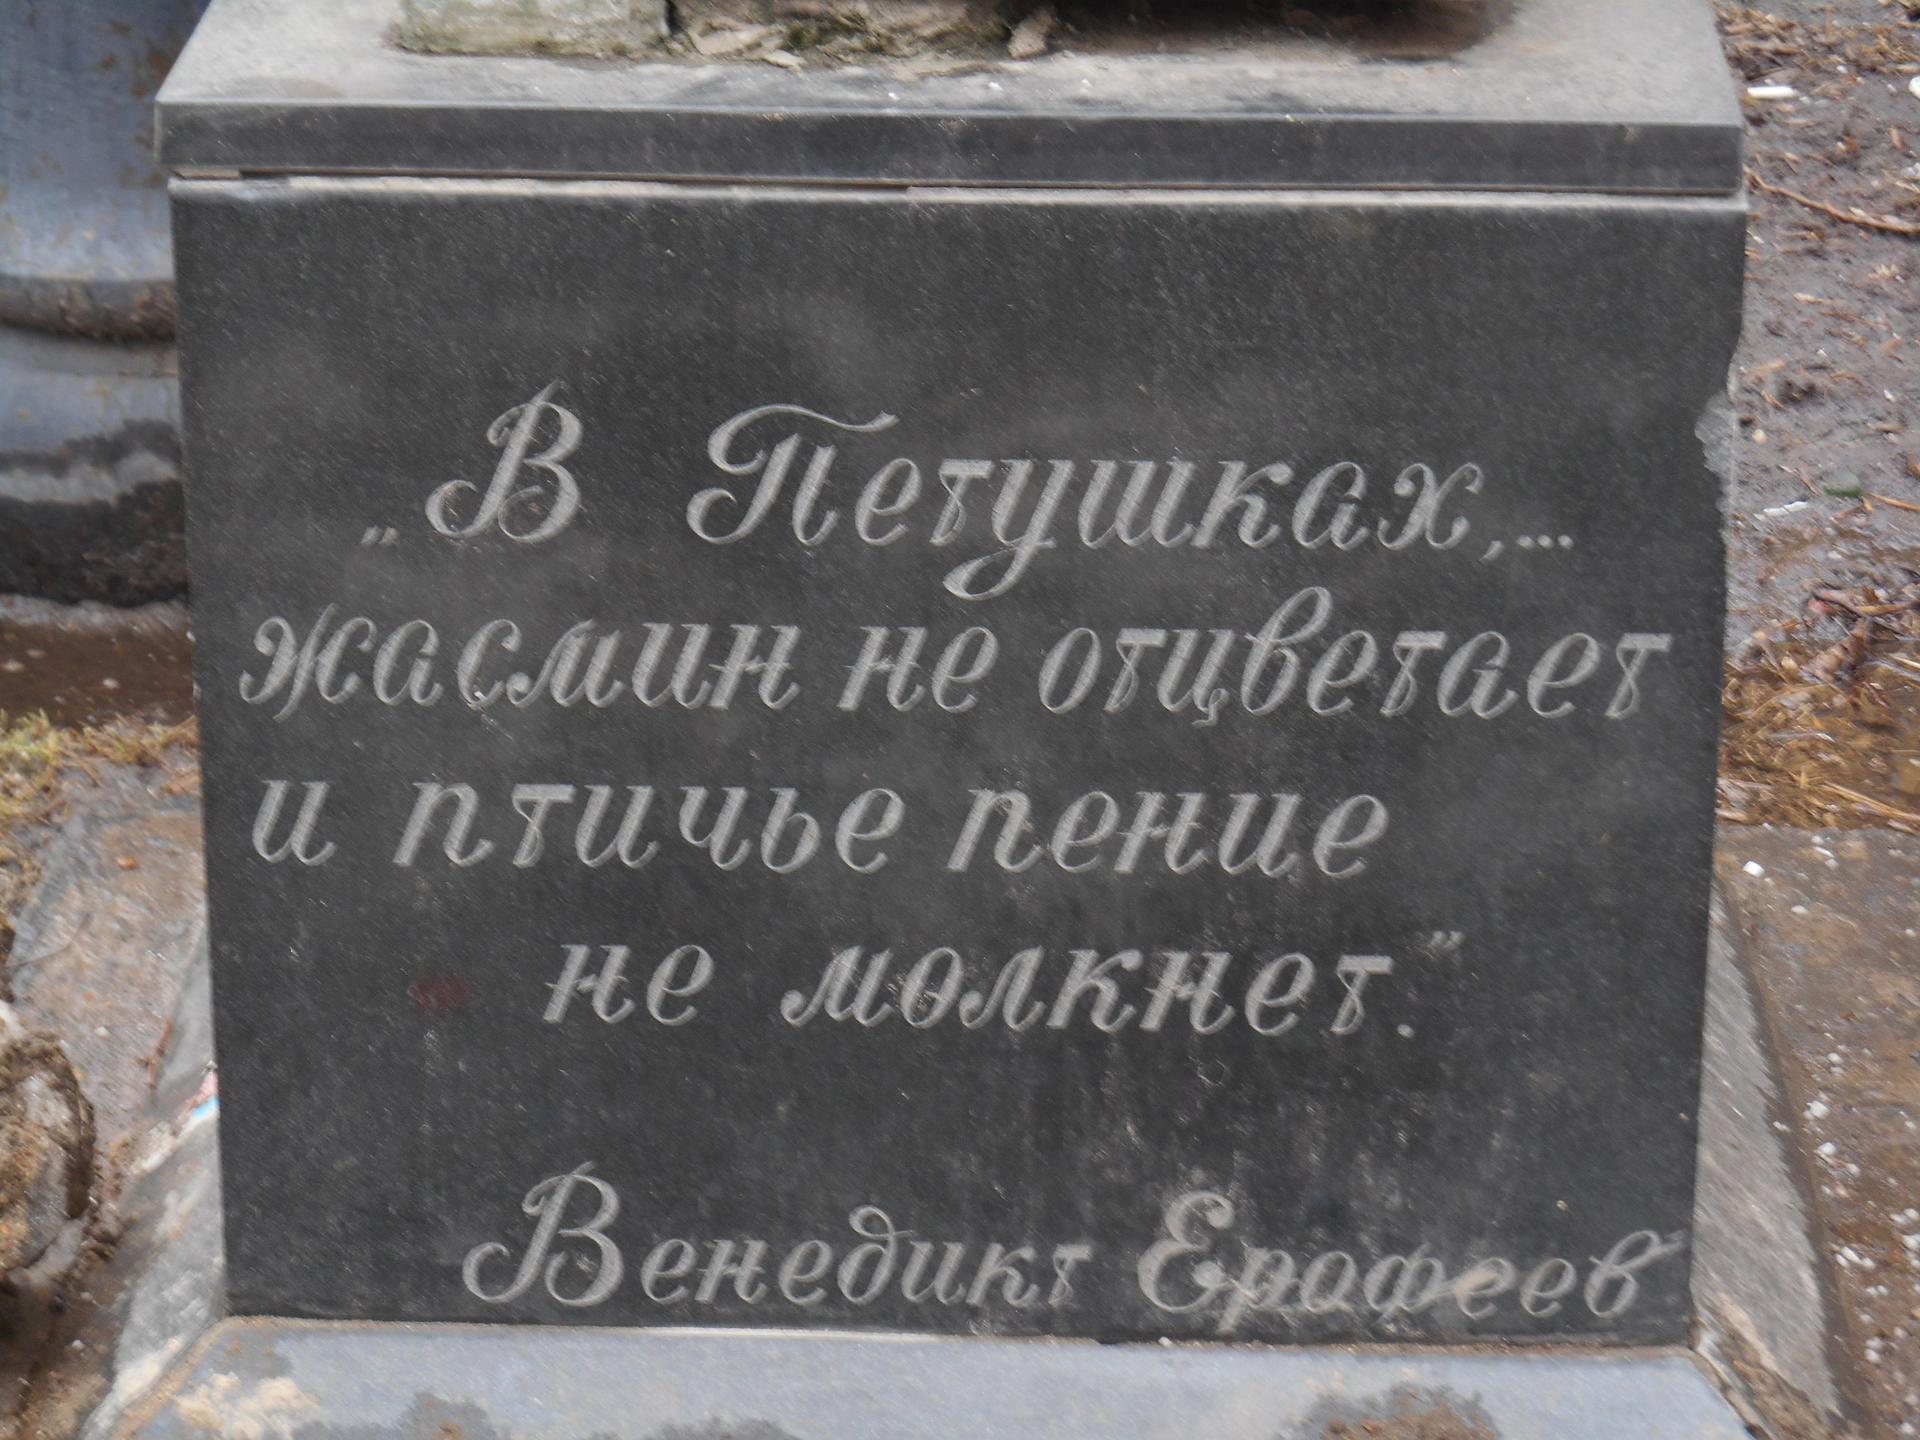 „В Петушках,...
жасмин не отцветает
и птичье пение
не молкнет."
Венедикт Ерофеев